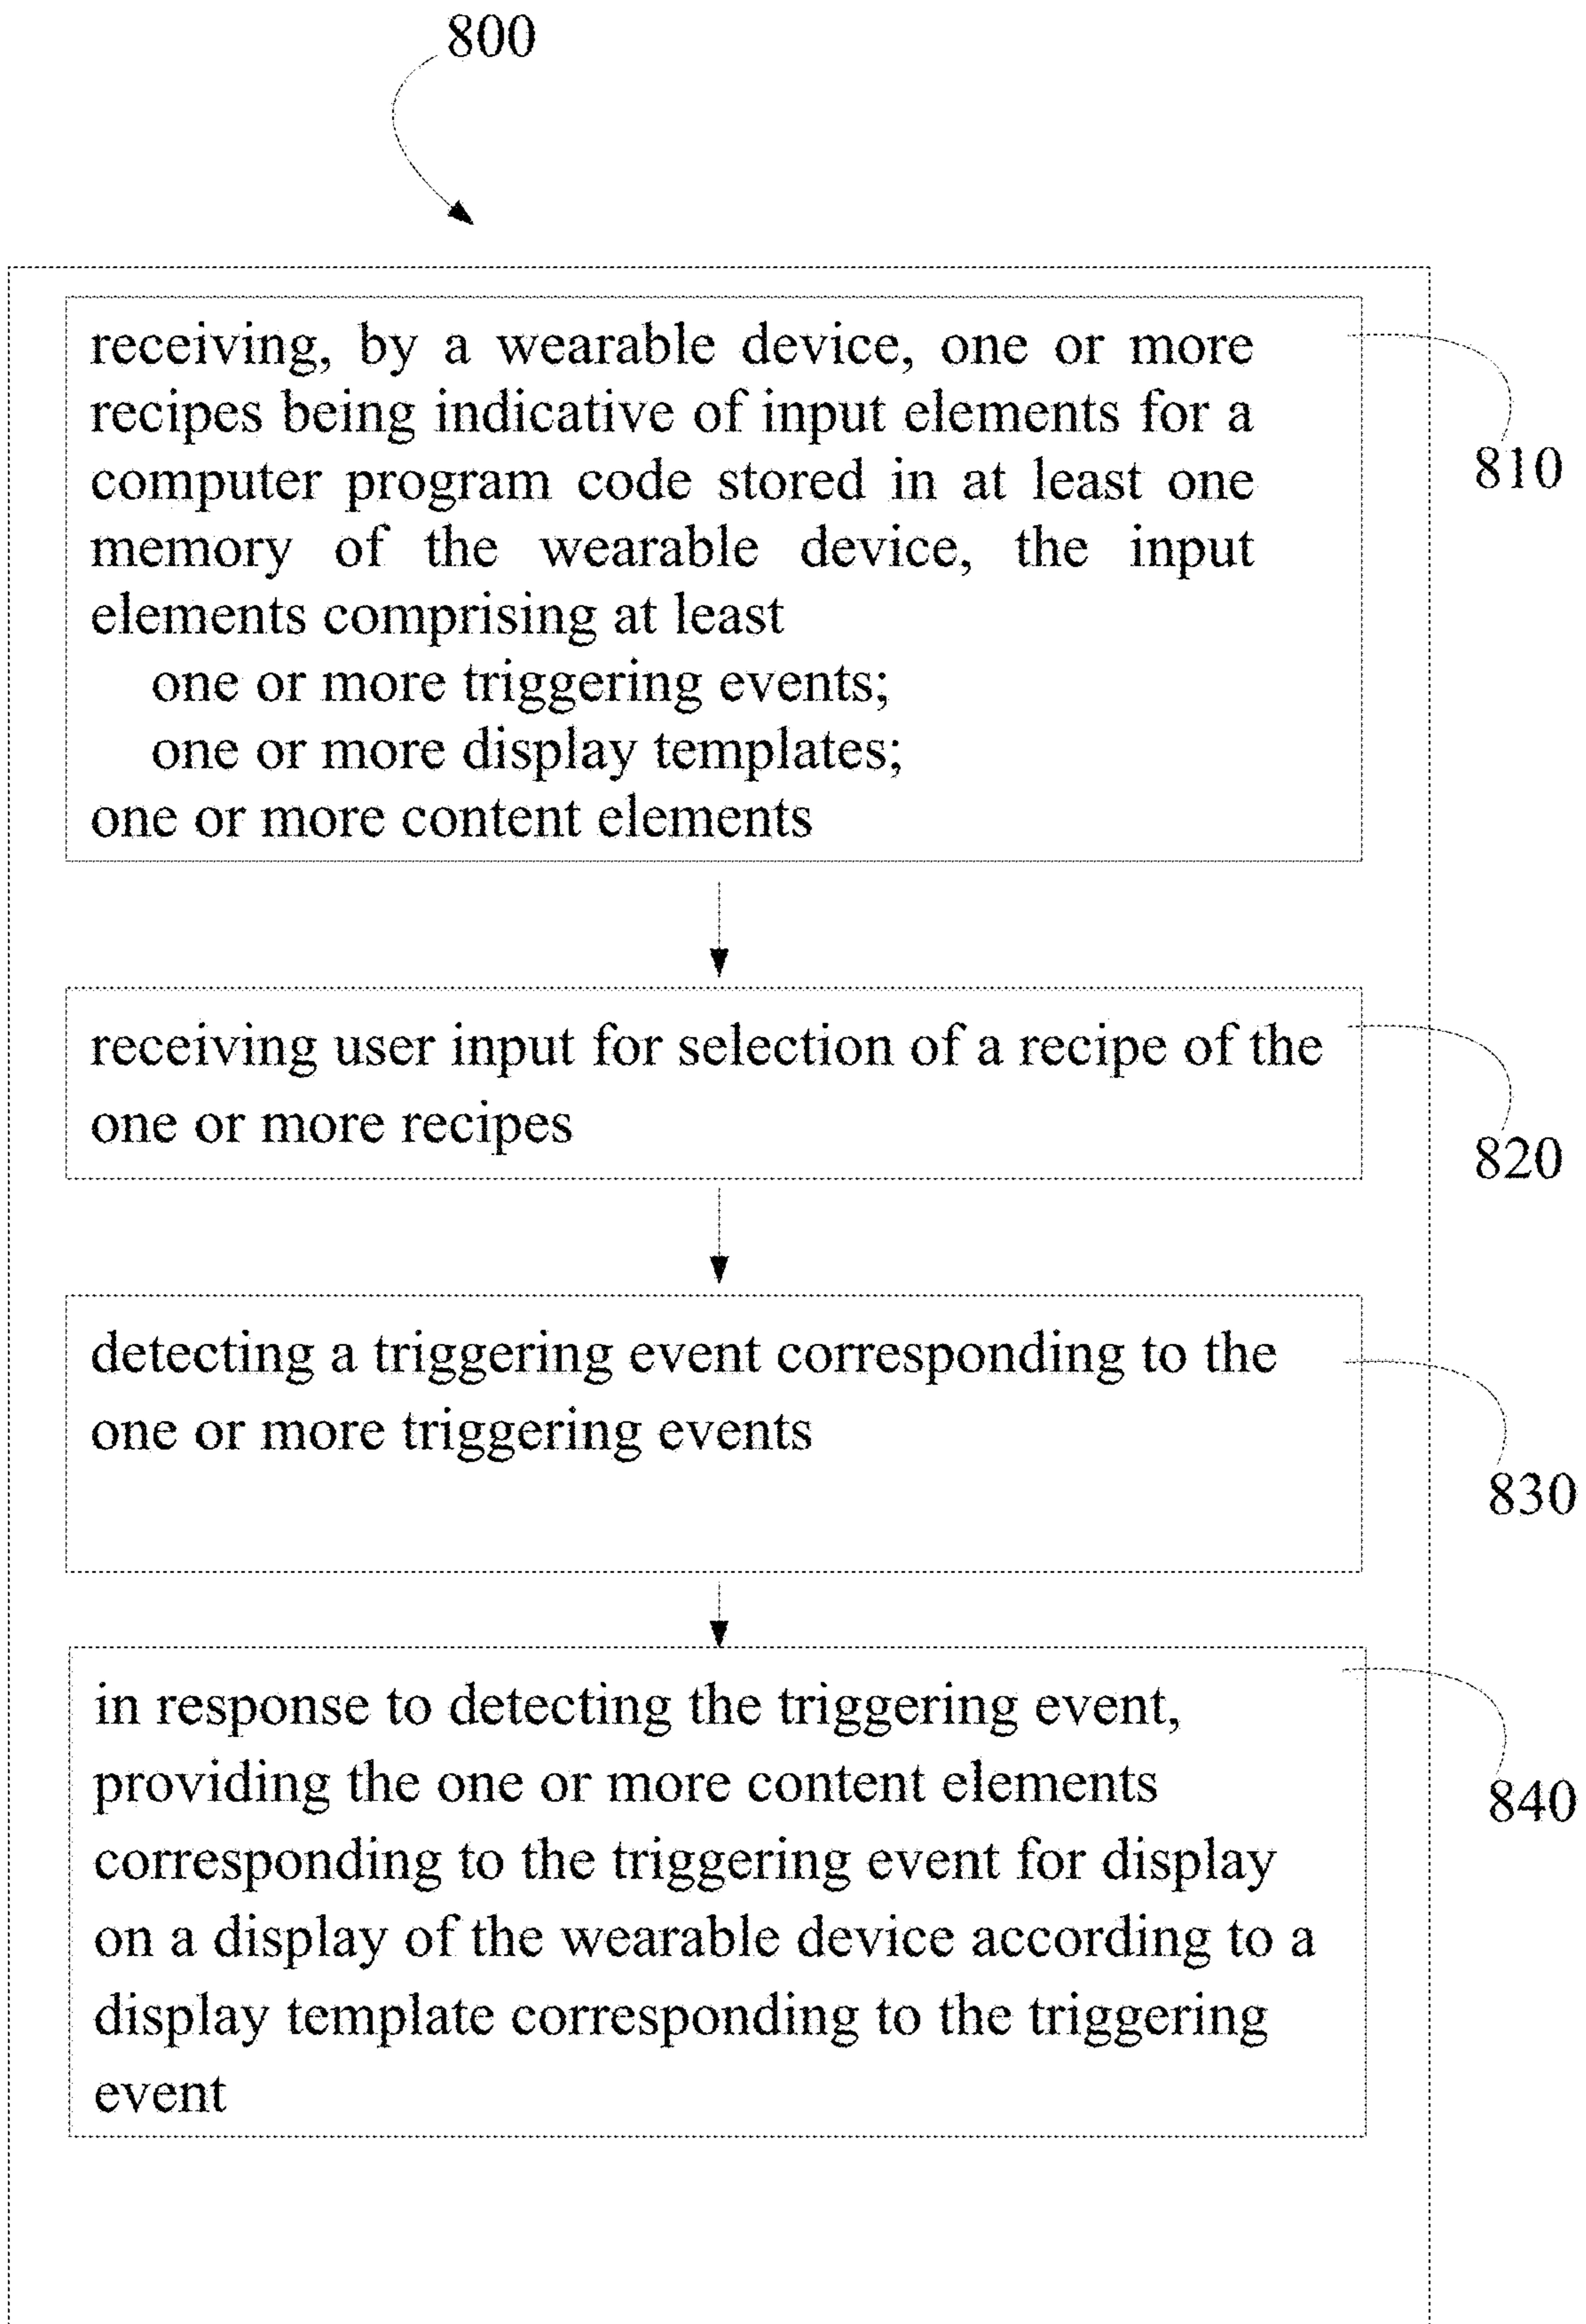 800
receiving, by a wearable device, one or more
recipes being indicative of input elements for a
computer program code stored in at least one
memory of the wearable device, the input
elements comprising at least
one or more triggering events;
one or more display templates;
one or more content elements
810
receiving user input for selection of a recipe of the
one or more recipes
820
detecting a triggering event corresponding to the
one or more triggering events
830
in response to detecting the triggering event,
providing the one or more content elements
corresponding to the triggering event for display
on a display of the wearable device according to a
display template corresponding to the triggering
event
840